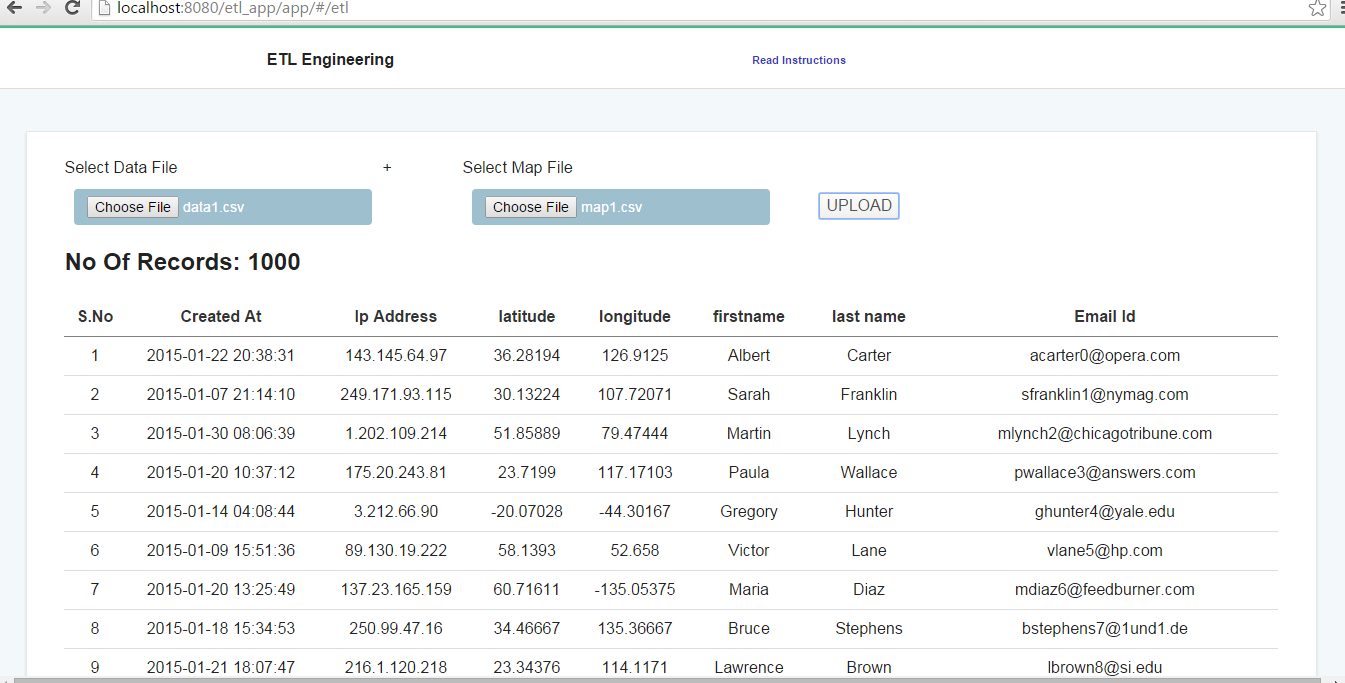 localhost:8080/etl_app/app/#/etl
ETL Engineering Read Instructions
Select Data File + Select Map File
Choose File data1.csv Choose File map1.csv UPLOAD
No Of Records: 1000
S.No Created At Ip Address latitude longitude firstname last name Email Id
1 2015-01-22 20:38:31 143.145.64.97 36.28194 126.9125 Albert Carter acarter0@opera.com
2 2015-01-07 21:14:10 249.171.93.115 30.13224 107.72071 Sarah Franklin sfranklin1@nymag.com
3 2015-01-30 08:06:39 1.202.109.214 51.85889 79.47444 Martin Lynch mlynch2@chicagotribune.com
4 2015-01-20 10:37:12 175.20.243.81 23.7199 117.17103 Paula Wallace pwallace3@answers.com
5 2015-01-14 04:08:44 3.212.66.90 -20.07028 -44.30167 Gregory Hunter ghunter4@yale.edu
6 2015-01-09 15:51:36 89.130.19.222 58.1393 52.658 Victor Lane vlane5@hp.com
7 2015-01-20 13:25:49 137.23.165.159 60.71611 -135.05375 Maria Diaz mdiaz6@feedburner.com
8 2015-01-18 15:34:53 250.99.47.16 34.46667 135.36667 Bruce Stephens bstephens7@1und1.de
9 2015-01-21 18:07:47 216.1.120.218 23.34376 114.1171 Lawrence Brown lbrown8@si.edu